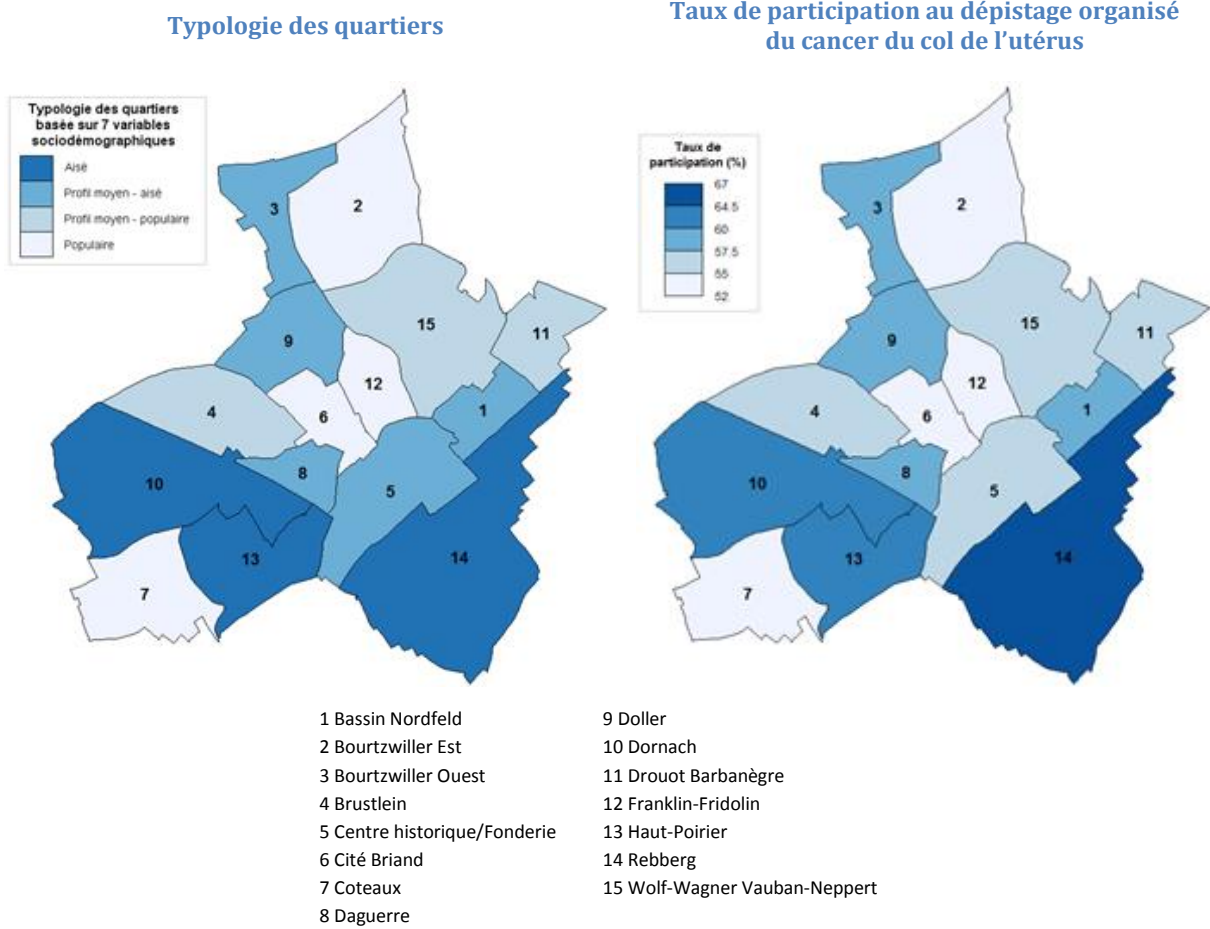 Typologie des quartiers
Taux de participation au dépistage organisé
du cancer du col de l'utérus
Typologie des quartiers
basée sur 7 variables
sociodémographiques
Aisé
Profil moyen - aisé
Profil moyen - populaire
Populaire
3
2
15
11
9
12
1
4
6
8
5
10
13
14
7
Taux de
participation (%)
67
64.5
60
57.5
55
52
3
2
15
11
9
12
1
4
6
8
5
10
13
14
7
1 Bassin Nordfeld
2 Bourtzwiller Est
3 Bourtzwiller Ouest
4 Brustlein
5 Centre historique/Fonderie
6 Cité Briand
7 Coteaux
8 Daguerre
9 Doller
10 Dornach
11 Drouot Barbanègre
12 Franklin-Fridolin
13 Haut-Poirier
14 Rebberg
15 Wolf-Wagner Vauban-Neppert